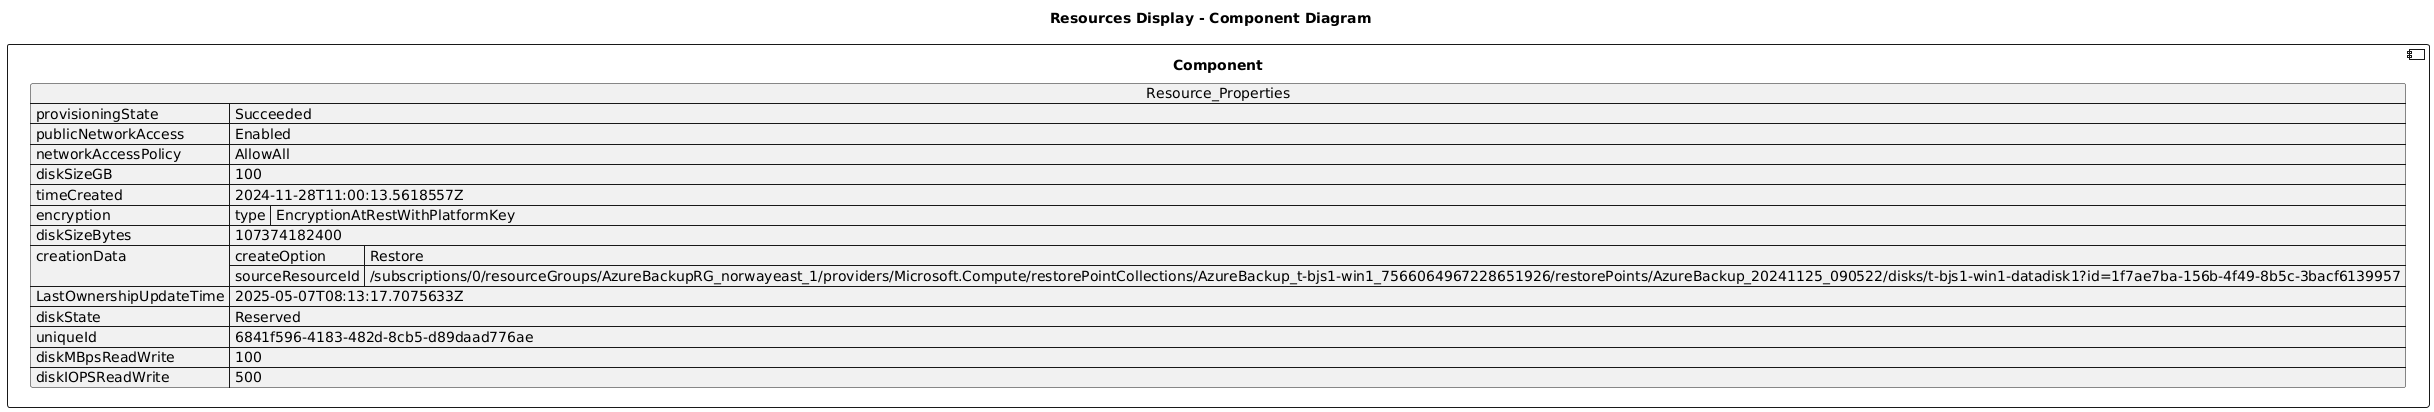 Resources Display - Component Diagram
Component
Resource_Properties
provisioningState Succeeded
publicNetworkAccess Enabled
networkAccessPolicy AllowAll
diskSizeGB 100
timeCreated 2024-11-28T11:00:13.5618557Z
encryption type EncryptionAtRestWithPlatformKey
diskSizeBytes 107374182400
creationData createOption Restore
sourceResourceId /subscriptions/0/resourceGroups/AzureBackupRG_norwayeast_1/providers/Microsoft.Compute/restorePointCollections/AzureBackup_t-bjs1-win1_7566064967228651926/restorePoints/AzureBackup_20241125_090522/disks/t-bjs1-win1-datadisk1?id=1f7ae7ba-156b-4f49-8b5c-3bacf6139957
LastOwnershipUpdateTime 2025-05-07T08:13:17.7075633Z
diskState Reserved
uniqueId 6841f596-4183-482d-8cb5-d89daad776ae
diskMBpsReadWrite 100
diskIOPSReadWrite 500